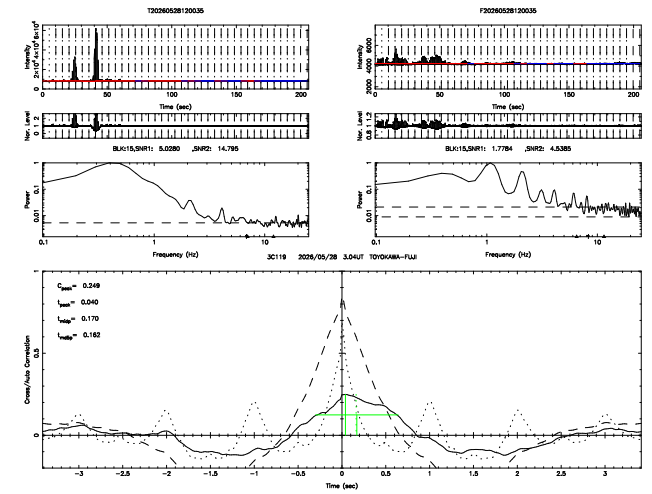 T20260528120035
F20260528120035
Intensity
2×10⁴ 4×10⁴ 6×10⁴
0 50 100 150 200
Time (sec)
Intensity
2000 4000 6000
0 50 100 150 200
Time (sec)
Nor. Level
0 1 2
Nor. Level
0.8 1 1.2
BLK:15,SNR1: 5.0280 ,SNR2: 14.795
BLK:15,SNR1: 1.7784 ,SNR2: 4.5385
Power
1
0.1
0.01
0.1 1 10
Frequency (Hz)
Power
1
0.1
0.01
0.1 1 10
Frequency (Hz)
3C119 2026/05/28 3.04UT TOYOKAWA-FUJI
Cpeak= 0.249
tpeak= 0.040
tmidp= 0.170
Cross/Auto Correlation
1
0.5
0
−3 −2 −1 0 1 2 3
−3.5 −2.5 −1.5 −0.5 0.5 1.5 2.5
Time (sec)